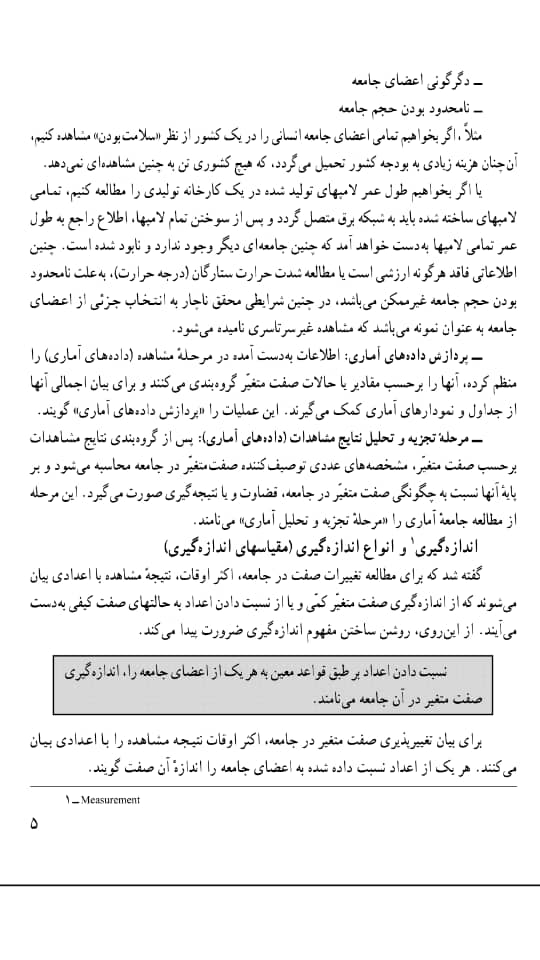 ـ دگرگونی اعضای جامعه
ـ نامحدود بودن حجم جامعه
مثلاً، اگر بخواهیم تمامی اعضای جامعه انسانی را در یک کشور از نظر «سلامت‌بودن» مشاهده کنیم،
آن‌چنان هزینه زیادی به بودجه کشور تحمیل می‌گردد، که هیچ کشوری تن به چنین مشاهده‌ای نمی‌دهد.
یا اگر بخواهیم طول عمر لامپهای تولید شده در یک کارخانه تولیدی را مطالعه کنیم، تمامی
لامپهای ساخته شده باید به شبکه برق متصل گردد و پس از سوختن تمام لامپها، اطلاع راجع به طول
عمر تمامی لامپها به‌دست خواهد آمد که چنین جامعه‌ای دیگر وجود ندارد و نابود شده است. چنین
اطلاعاتی فاقد هرگونه ارزشی است یا مطالعه شدت حرارت ستارگان (درجه حرارت)، به‌علت نامحدود
بودن حجم جامعه غیرممکن می‌باشد، در چنین شرایطی محقق ناچار به انتخاب جزئی از اعضای
جامعه به عنوان نمونه می‌باشد که مشاهده غیرسرتاسری نامیده می‌شود.
ـ پردازش داده‌های آماری: اطلاعات به‌دست آمده در مرحلهٔ مشاهده (داده‌های آماری) را
منظم کرده، آنها را برحسب مقادیر یا حالات صفت متغیّر گروه‌بندی می‌کنند و برای بیان اجمالی آنها
از جداول و نمودارهای آماری کمک می‌گیرند. این عملیات را «پردازش داده‌های آماری» گویند.
ـ مرحلهٔ تجزیه و تحلیل نتایج مشاهدات (داده‌های آماری): پس از گروه‌بندی نتایج مشاهدات
برحسب صفت متغیّر، مشخصه‌های عددی توصیف‌کننده صفت‌متغیّر در جامعه محاسبه می‌شود و بر
پایهٔ آنها نسبت به چگونگی صفت متغیّر در جامعه، قضاوت و یا نتیجه‌گیری صورت می‌گیرد. این مرحله
از مطالعه جامعهٔ آماری را «مرحلهٔ تجزیه و تحلیل آماری» می‌نامند.
اندازه‌گیری۱ و انواع اندازه‌گیری (مقیاسهای اندازه‌گیری)
گفته شد که برای مطالعه تغییرات صفت در جامعه، اکثر اوقات، نتیجهٔ مشاهده با اعدادی بیان
می‌شوند که از اندازه‌گیری صفت متغیّر کمّی و یا از نسبت دادن اعداد به حالتهای صفت کیفی به‌دست
می‌آیند. از این‌روی، روشن ساختن مفهوم اندازه‌گیری ضرورت پیدا می‌کند.
نسبت دادن اعداد بر طبق قواعد معین به هر یک از اعضای جامعه را، اندازه‌گیری
صفت متغیر در آن جامعه می‌نامند.
برای بیان تغییرپذیری صفت متغیر در جامعه، اکثر اوقات نتیجه مشاهده را با اعدادی بیان
می‌کنند. هر یک از اعداد نسبت داده شده به اعضای جامعه را اندازهٔ آن صفت گویند.
۱ـ Measurement
۵